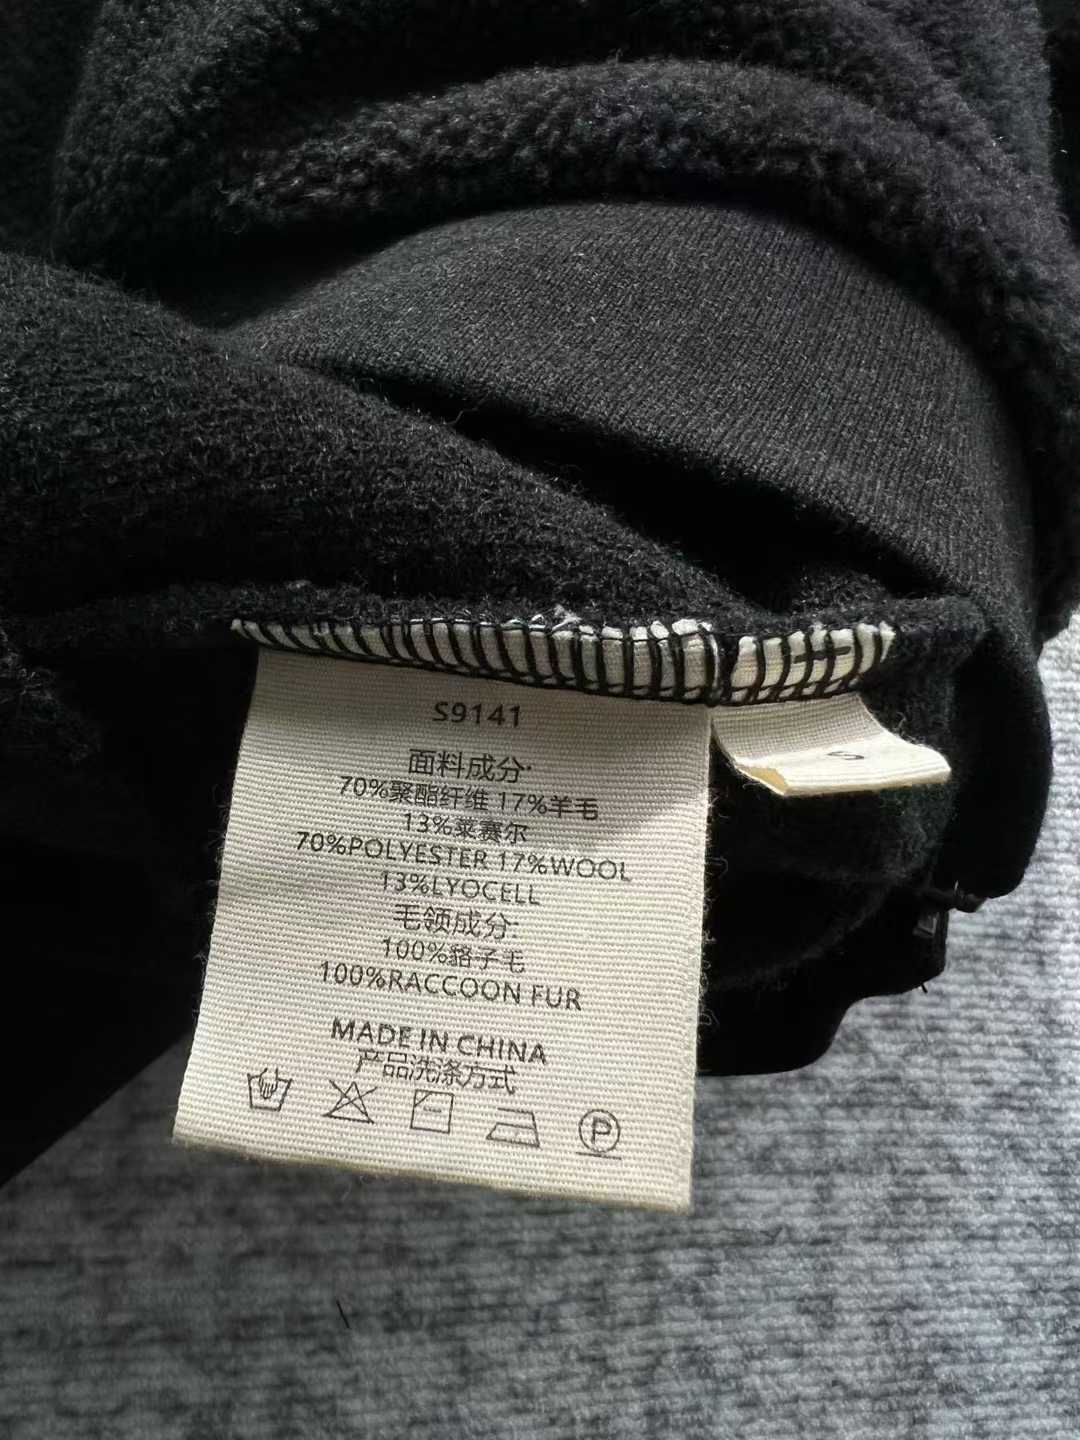 S9141
面料成分:
70%聚酯纤维 17%羊毛
13%莱赛尔
70%POLYESTER 17%WOOL
13%LYOCELL
毛领成分:
100%貉子毛
100%RACCOON FUR
MADE IN CHINA
产品洗涤方式
P
S